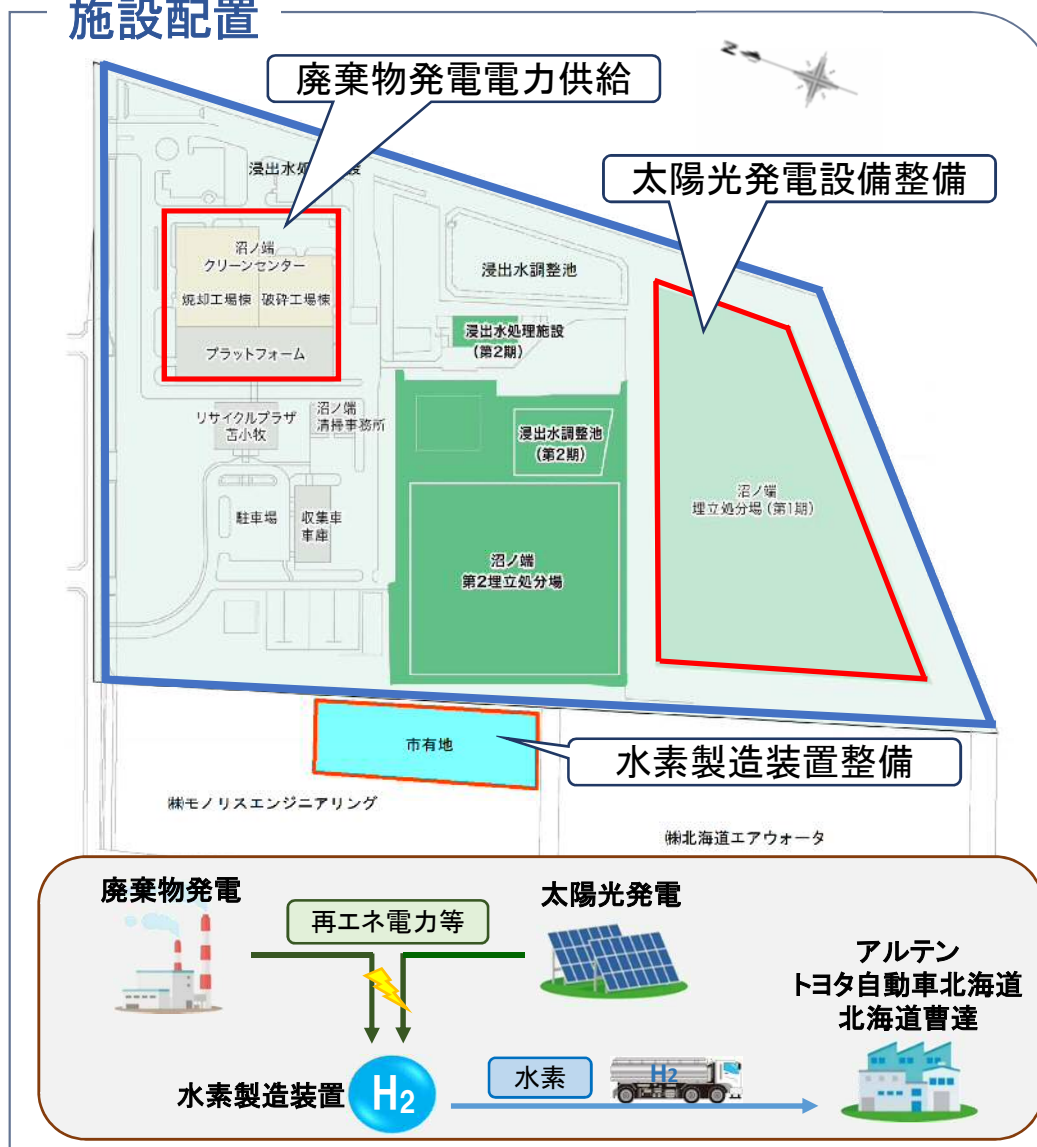 施設配置
N
廃棄物発電電力供給
太陽光発電設備整備
浸出水処
設
沼ノ端
クリーンセンター
焼却工場棟 破砕工場棟
プラットフォーム
浸出水調整池
浸出水処理施設
(第2期)
リサイクルプラザ
苫小牧
沼ノ端
清掃事務所
浸出水調整池
(第2期)
沼ノ端
埋立処分場(第1期)
駐車場
収集車
車庫
沼ノ端
第2埋立処分場
市有地
水素製造装置整備
㈱モノリスエンジニアリング
㈱北海道エアウォータ
廃棄物発電
再エネ電力等
太陽光発電
アルテン
トヨタ自動車北海道
北海道曹達
水素製造装置
H2
水素
H2